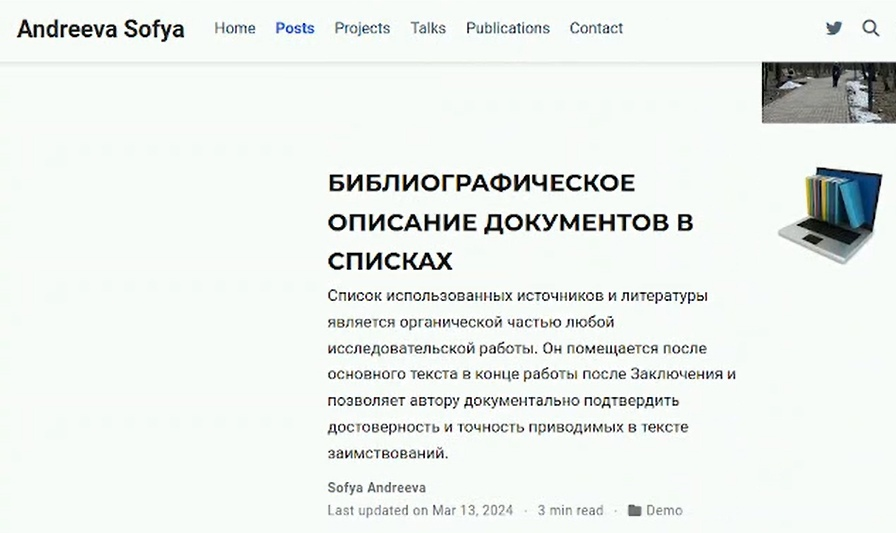 Andreeva Sofya Home Posts Projects Talks Publications Contact
БИБЛИОГРАФИЧЕСКОЕ
ОПИСАНИЕ ДОКУМЕНТОВ В
СПИСКАХ
Список использованных источников и литературы
является органической частью любой
исследовательской работы. Он помещается после
основного текста в конце работы после Заключения и
позволяет автору документально подтвердить
достоверность и точность приводимых в тексте
заимствований.
Sofya Andreeva
Last updated on Mar 13, 2024 · 3 min read · Demo